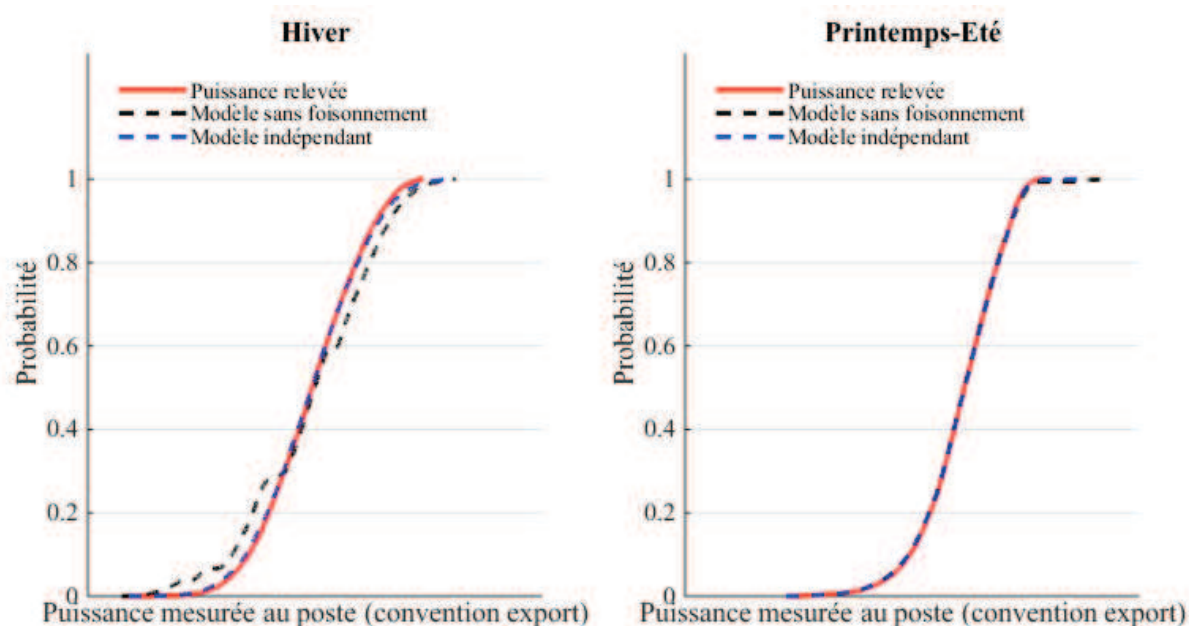 Hiver
Puissance relevée
Modèle sans foisonnement
Modèle indépendant
1
0.8
0.6
0.4
0.2
0
Probabilité
Puissance mesurée au poste (convention export)
Printemps-Eté
Puissance relevée
Modèle sans foisonnement
Modèle indépendant
1
0.8
0.6
0.4
0.2
0
Probabilité
Puissance mesurée au poste (convention export)